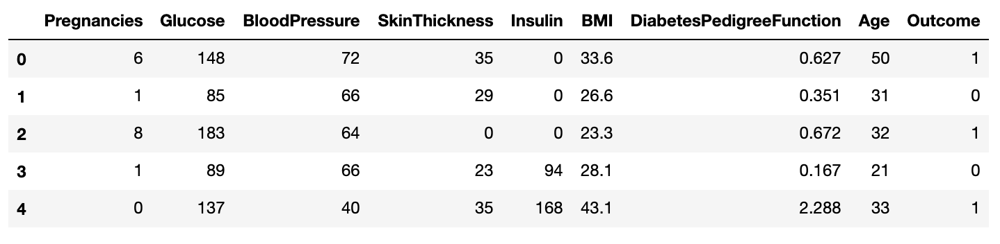 Pregnancies Glucose BloodPressure SkinThickness Insulin BMI DiabetesPedigreeFunction Age Outcome
0 6 148 72 35 0 33.6 0.627 50 1
1 1 85 66 29 0 26.6 0.351 31 0
2 8 183 64 0 0 23.3 0.672 32 1
3 1 89 66 23 94 28.1 0.167 21 0
4 0 137 40 35 168 43.1 2.288 33 1